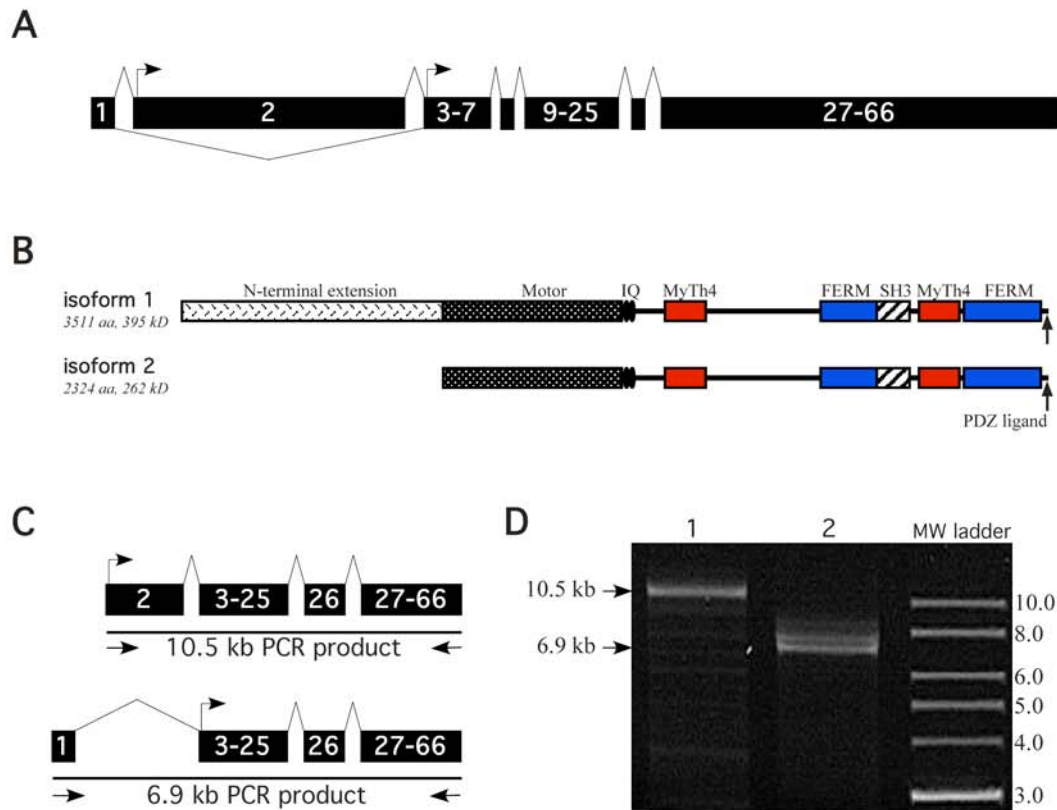 A
1 2 3-7 9-25 27-66
B
N-terminal extension Motor IQ MyTh4 FERM SH3 MyTh4 FERM
isoform 1
3511 aa, 395 kD
isoform 2
2324 aa, 262 kD
PDZ ligand
C
2 3-25 26 27-66
10.5 kb PCR product
1 3-25 26 27-66
6.9 kb PCR product
D
1 2 MW ladder
10.5 kb
6.9 kb
10.0
8.0
6.0
5.0
4.0
3.0